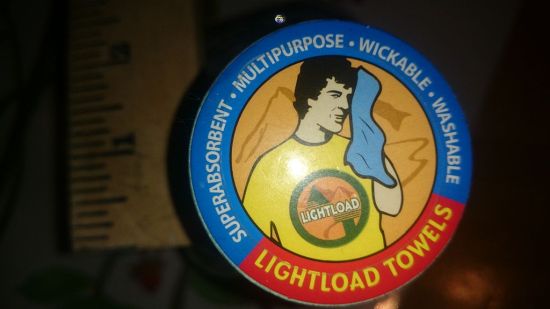 SUPERABSORBENT • MULTIPURPOSE • WICKABLE • WASHABLE
LIGHTLOAD
LIGHTLOAD TOWELS